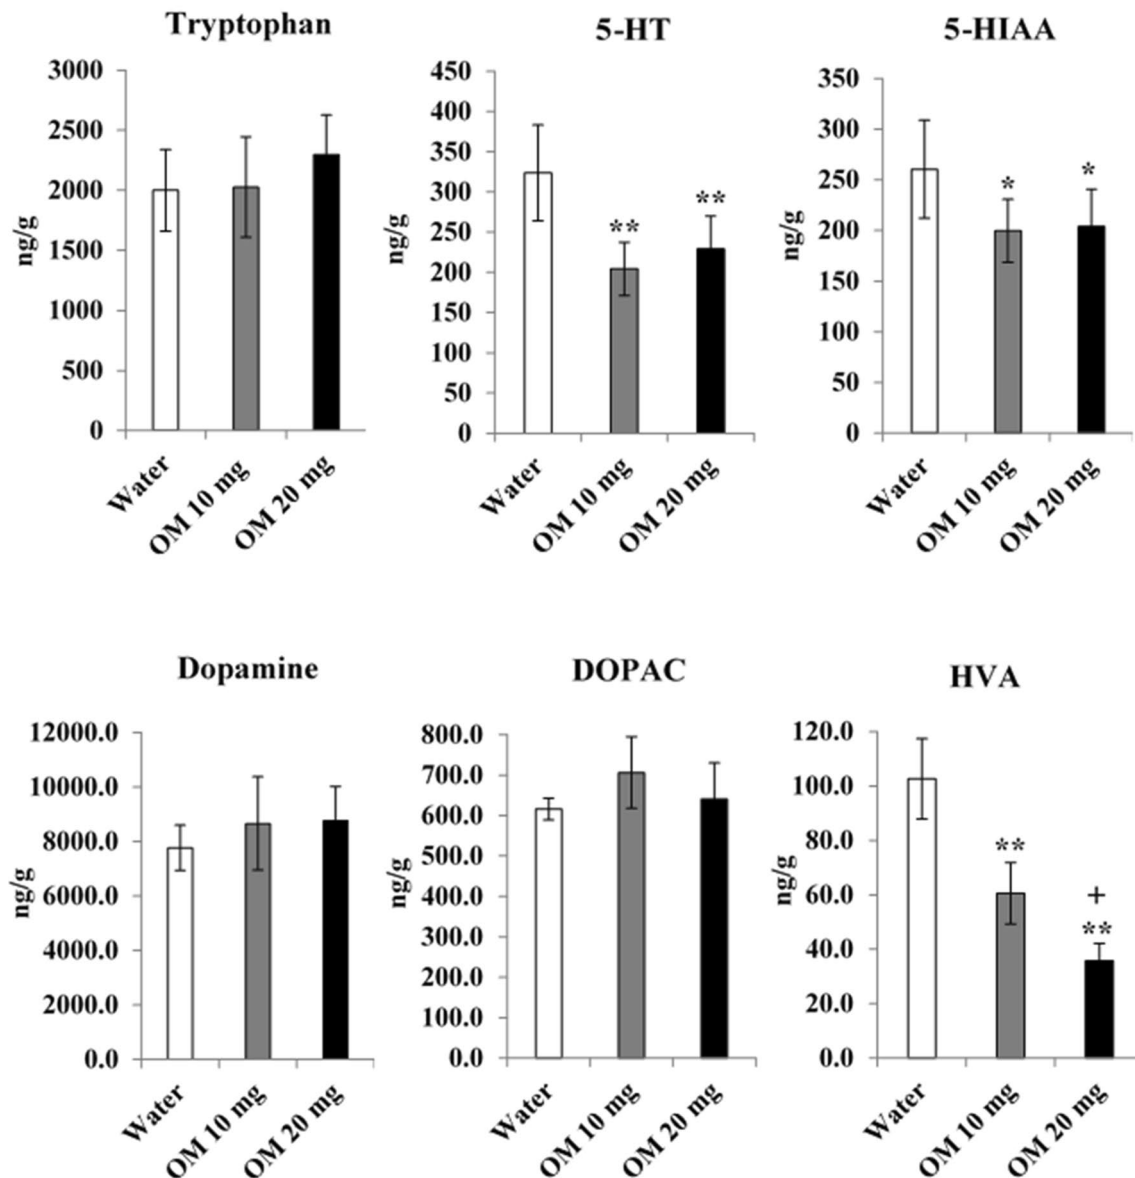 Tryptophan
3000
2500
2000
1500
1000
500
0
ng/g
Water
OM 10 mg
OM 20 mg
5-HT
450
400
350
300
250
200
150
100
50
0
ng/g
**
**
Water
OM 10 mg
OM 20 mg
5-HIAA
350
300
250
200
150
100
50
0
ng/g
*
*
Water
OM 10 mg
OM 20 mg
Dopamine
12000.0
10000.0
8000.0
6000.0
4000.0
2000.0
0.0
ng/g
Water
OM 10 mg
OM 20 mg
DOPAC
800.0
700.0
600.0
500.0
400.0
300.0
200.0
100.0
0.0
ng/g
Water
OM 10 mg
OM 20 mg
HVA
120.0
100.0
80.0
60.0
40.0
20.0
0.0
ng/g
**
+
**
Water
OM 10 mg
OM 20 mg